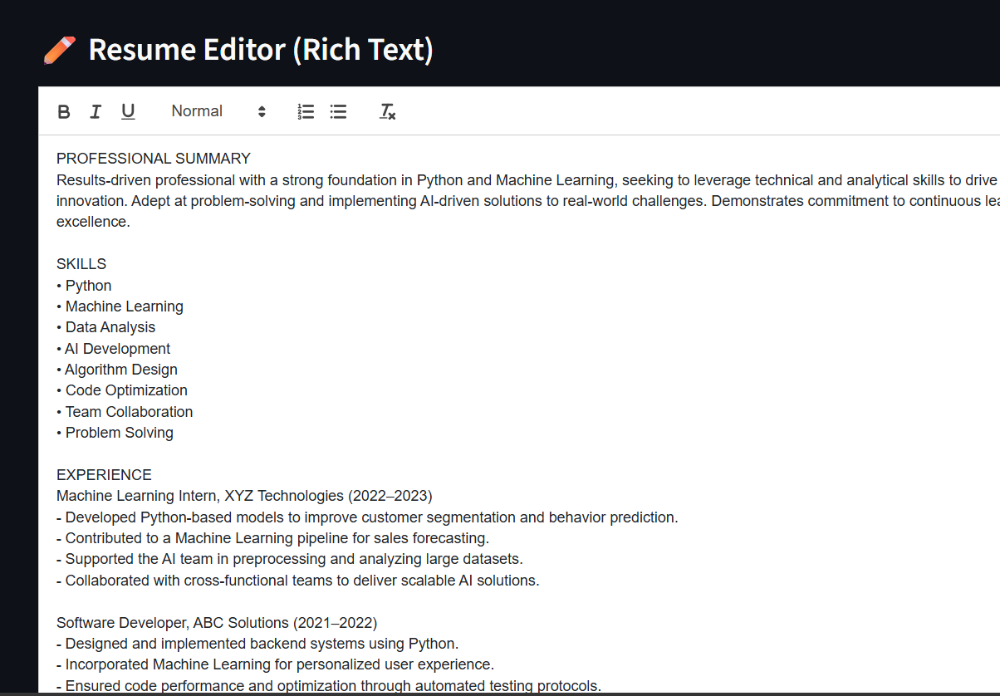 Resume Editor (Rich Text)
B I U Normal
PROFESSIONAL SUMMARY
Results-driven professional with a strong foundation in Python and Machine Learning, seeking to leverage technical and analytical skills to drive
innovation. Adept at problem-solving and implementing AI-driven solutions to real-world challenges. Demonstrates commitment to continuous
excellence.
SKILLS
• Python
• Machine Learning
• Data Analysis
• AI Development
• Algorithm Design
• Code Optimization
• Team Collaboration
• Problem Solving
EXPERIENCE
Machine Learning Intern, XYZ Technologies (2022–2023)
- Developed Python-based models to improve customer segmentation and behavior prediction.
- Contributed to a Machine Learning pipeline for sales forecasting.
- Supported the AI team in preprocessing and analyzing large datasets.
- Collaborated with cross-functional teams to deliver scalable AI solutions.
Software Developer, ABC Solutions (2021–2022)
- Designed and implemented backend systems using Python.
- Incorporated Machine Learning for personalized user experience.
- Ensured code performance and optimization through automated testing protocols.